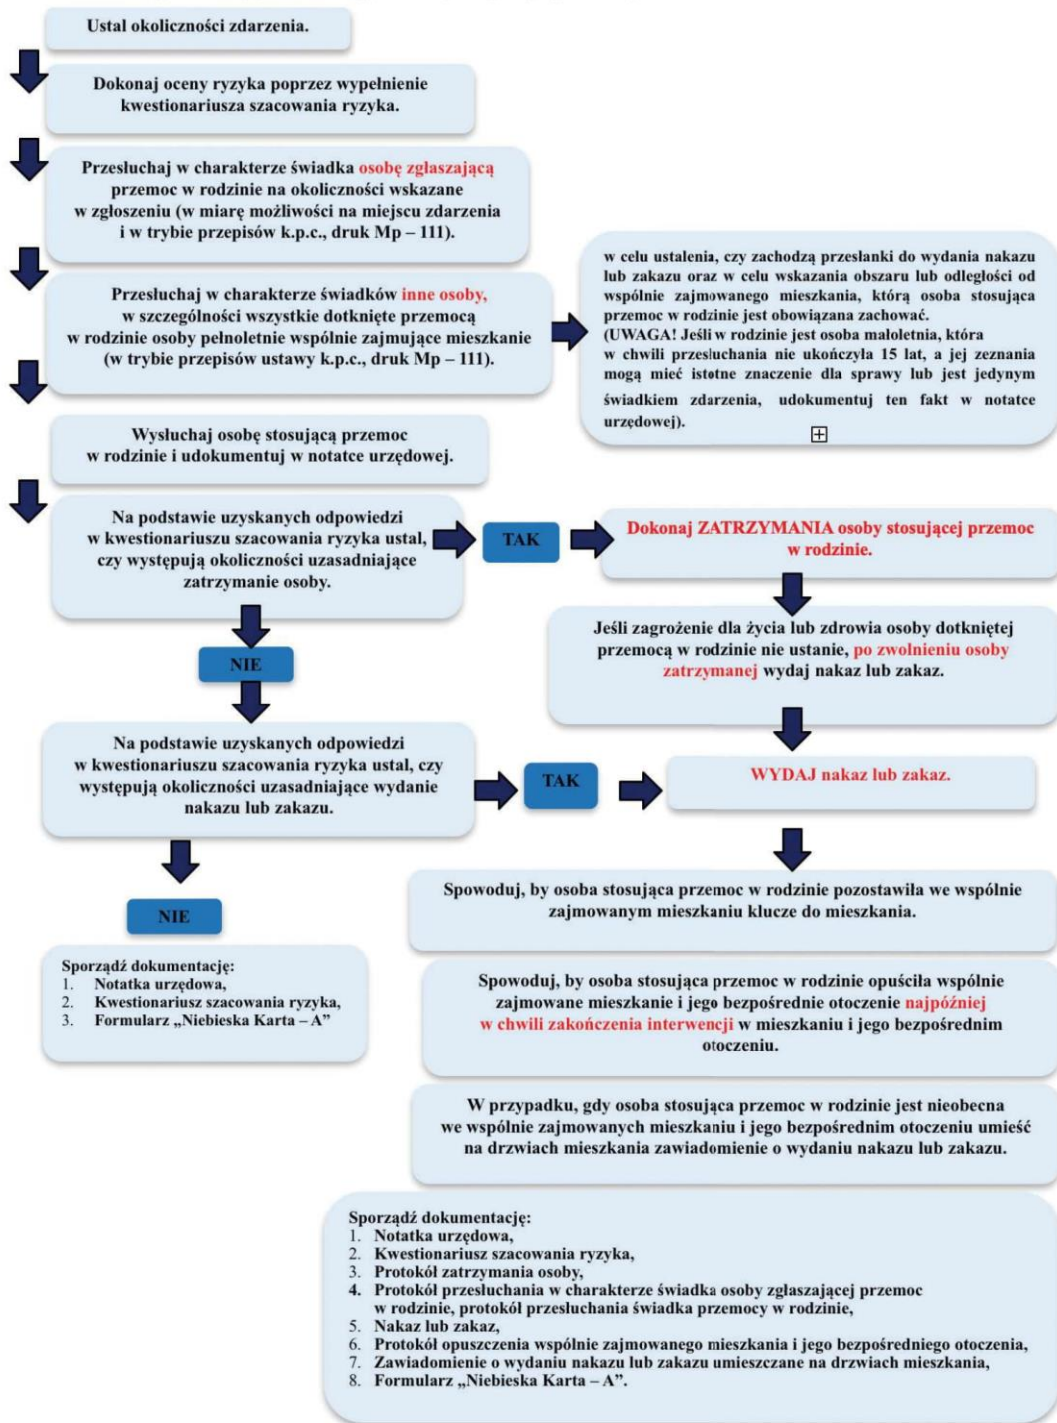 Ustal okoliczności zdarzenia.
Dokonaj oceny ryzyka poprzez wypełnienie
kwestionariusza szacowania ryzyka.
Przesłuchaj w charakterze świadka osobę zgłaszającą
przemoc w rodzinie na okoliczności wskazane
w zgłoszeniu (w miarę możliwości na miejscu zdarzenia
i w trybie przepisów k.p.c., druk Mp – 111).
Przesłuchaj w charakterze świadków inne osoby,
w szczególności wszystkie dotknięte przemocą
w rodzinie osoby pełnoletnie wspólnie zajmujące mieszkanie
(w trybie przepisów ustawy k.p.c., druk Mp – 111).
w celu ustalenia, czy zachodzą przesłanki do wydania nakazu
lub zakazu oraz w celu wskazania obszaru lub odległości od
wspólnie zajmowanego mieszkania, którą osoba stosująca
przemoc w rodzinie jest obowiązana zachować.
(UWAGA! Jeśli w rodzinie jest osoba małoletnia, która
w chwili przesłuchania nie ukończyła 15 lat, a jej zeznania
mogą mieć istotne znaczenie dla sprawy lub jest jedynym
świadkiem zdarzenia, udokumentuj ten fakt w notatce
urzędowej).
Wysłuchaj osobę stosującą przemoc
w rodzinie i udokumentuj w notatce urzędowej.
Na podstawie uzyskanych odpowiedzi
w kwestionariuszu szacowania ryzyka ustal,
czy występują okoliczności uzasadniające
zatrzymanie osoby.
TAK
Dokonaj ZATRZYMANIA osoby stosującej przemoc
w rodzinie.
Jeśli zagrożenie dla życia lub zdrowia osoby dotkniętej
przemocą w rodzinie nie ustanie, po zwolnieniu osoby
zatrzymanej wydaj nakaz lub zakaz.
NIE
Na podstawie uzyskanych odpowiedzi
w kwestionariuszu szacowania ryzyka ustal, czy
występują okoliczności uzasadniające wydanie
nakazu lub zakazu.
TAK
WYDAJ nakaz lub zakaz.
NIE
Sporządź dokumentację:
1. Notatka urzędowa,
2. Kwestionariusz szacowania ryzyka,
3. Formularz „Niebieska Karta – A”
Spowoduj, by osoba stosująca przemoc w rodzinie pozostawiła we wspólnie
zajmowanym mieszkaniu klucze do mieszkania.
Spowoduj, by osoba stosująca przemoc w rodzinie opuściła wspólnie
zajmowane mieszkanie i jego bezpośrednie otoczenie najpóźniej
w chwili zakończenia interwencji w mieszkaniu i jego bezpośrednim
otoczeniu.
W przypadku, gdy osoba stosująca przemoc w rodzinie jest nieobecna
we wspólnie zajmowanych mieszkaniu i jego bezpośrednim otoczeniu umieść
na drzwiach mieszkania zawiadomienie o wydaniu nakazu lub zakazu.
Sporządź dokumentację:
1. Notatka urzędowa,
2. Kwestionariusz szacowania ryzyka,
3. Protokół zatrzymania osoby,
4. Protokół przesłuchania w charakterze świadka osoby zgłaszającej przemoc
w rodzinie, protokół przesłuchania świadka przemocy w rodzinie,
5. Nakaz lub zakaz,
6. Protokół opuszczenia wspólnie zajmowanego mieszkania i jego bezpośredniego otoczenia,
7. Zawiadomienie o wydaniu nakazu lub zakazu umieszczane na drzwiach mieszkania,
8. Formularz „Niebieska Karta – A”.